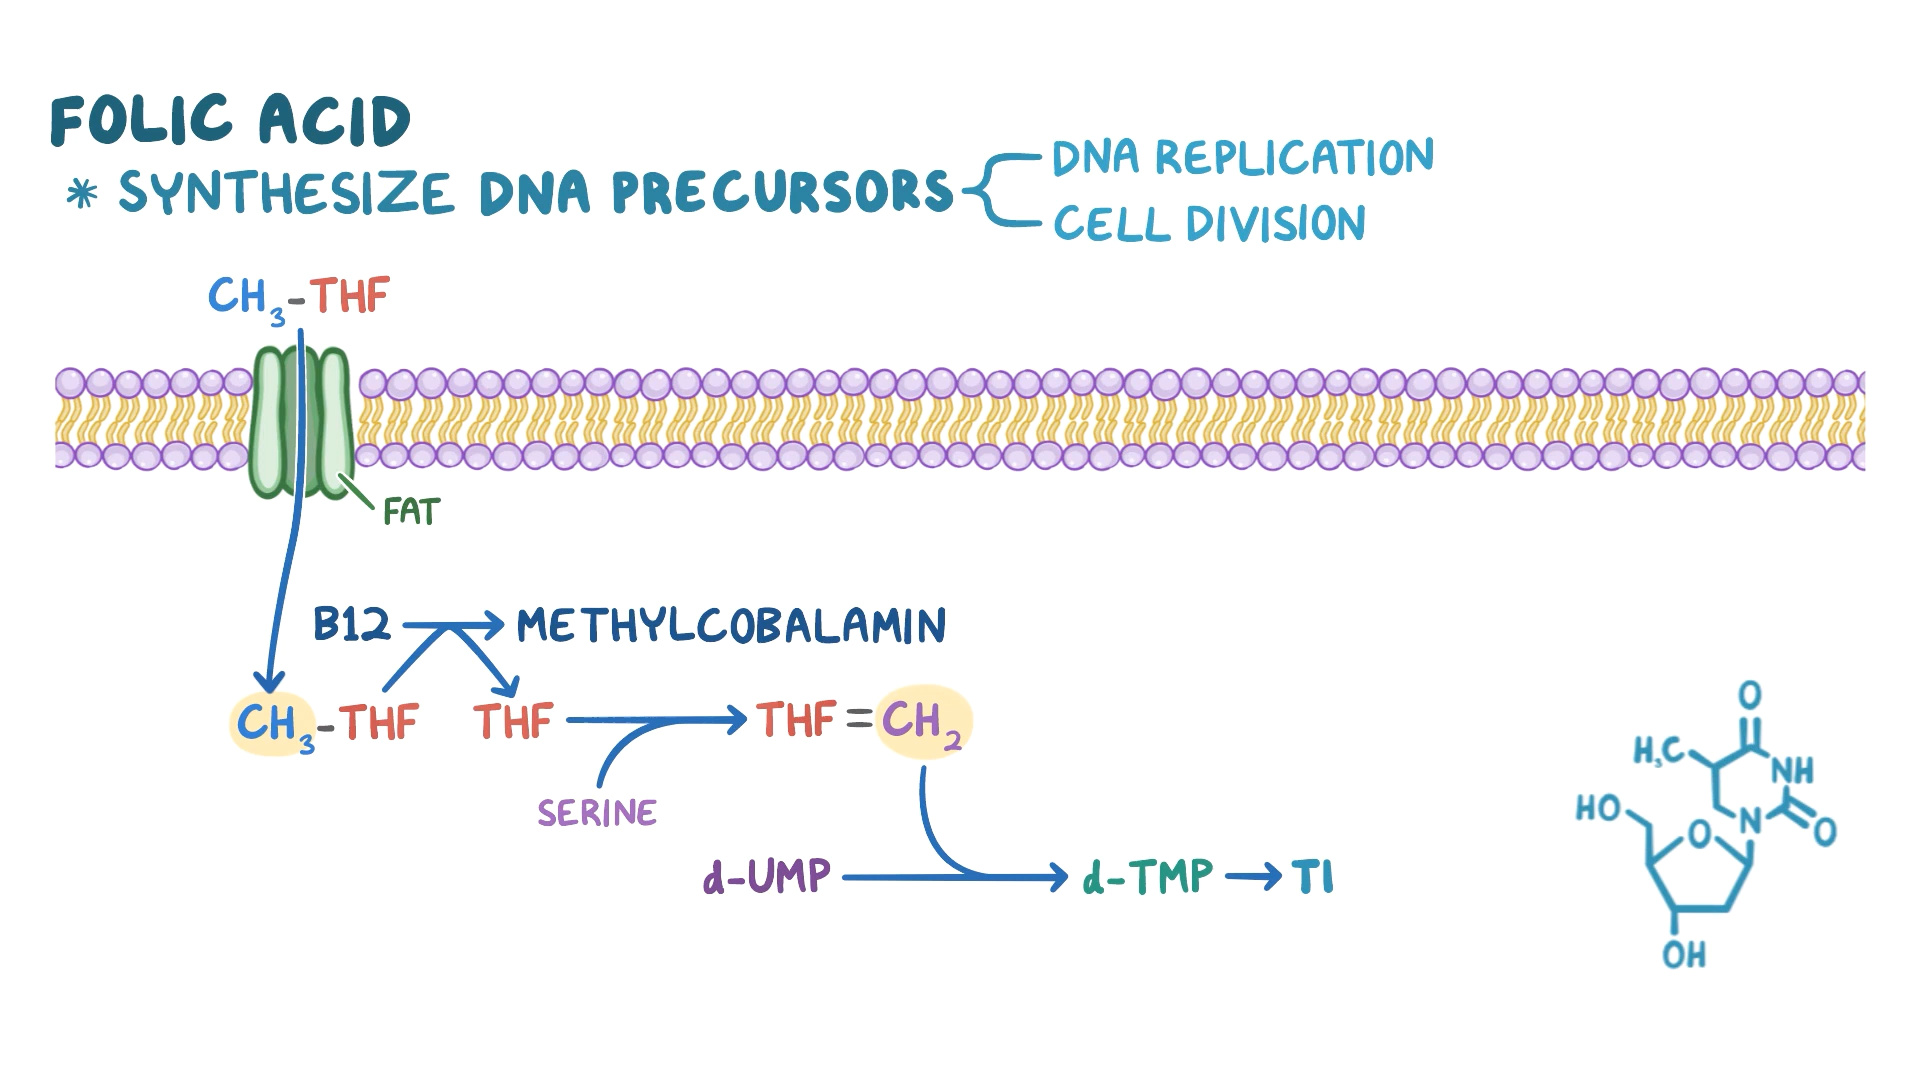 FOLIC ACID
* SYNTHESIZE DNA PRECURSORS
DNA REPLICATION
CELL DIVISION
CH₃-THF
FAT
B12 → METHYLCOBALAMIN
CH₃-THF THF → THF=CH₂
SERINE
d-UMP → d-TMP → TI
O
H₃C
NH
HO
O
N
O
OH